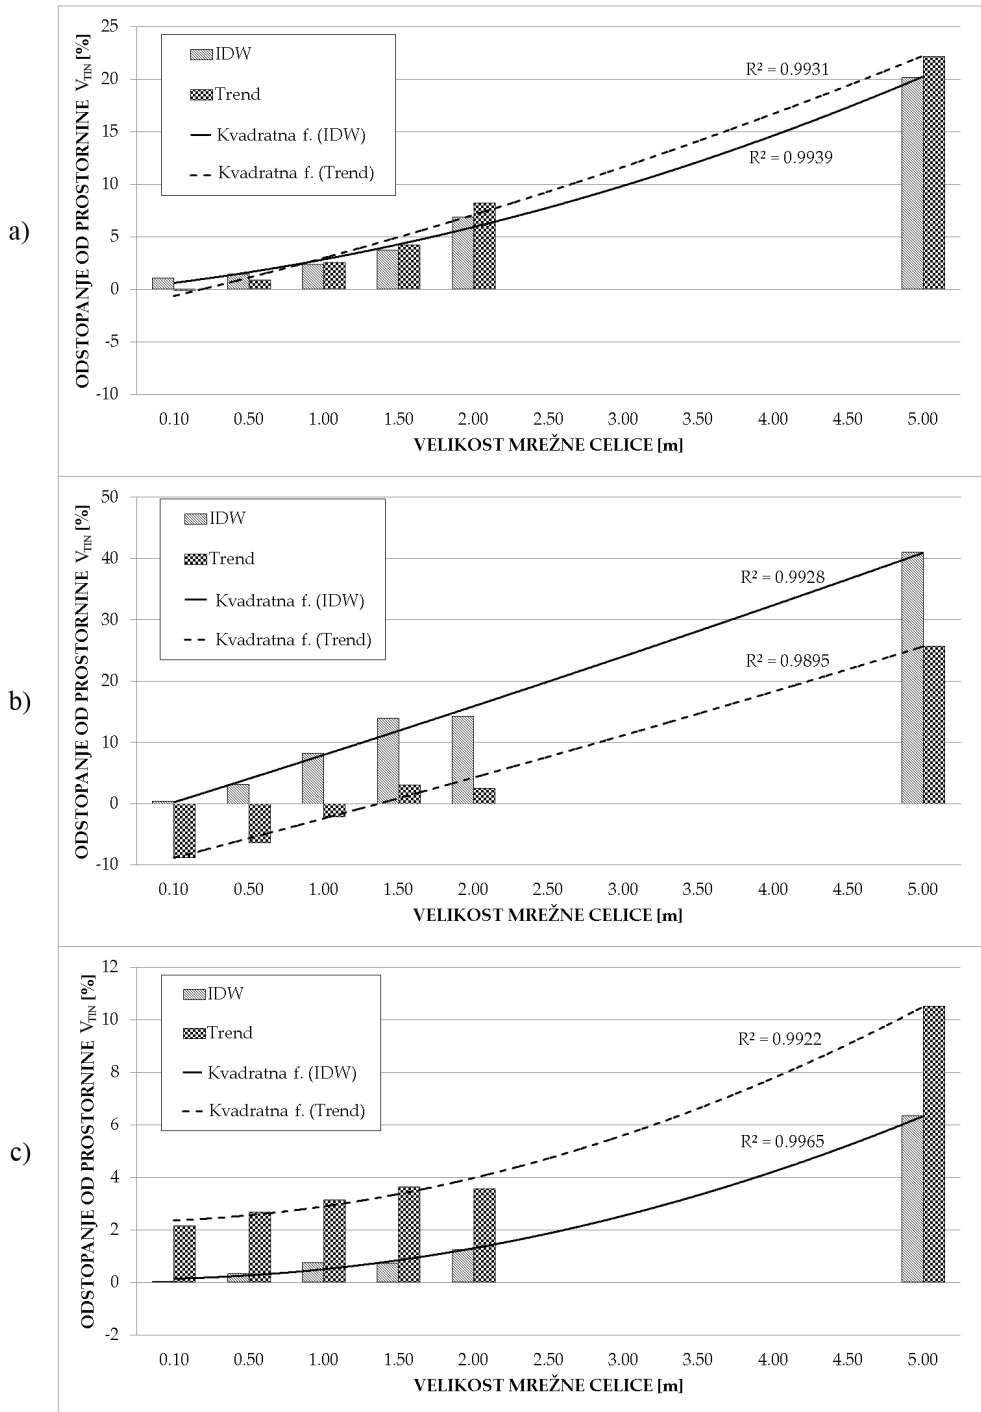 a)
ODSTOPANJE OD PROSTORNINE V_TIN [%]
25
20
15
10
5
0
-5
-10
IDW
Trend
Kvadratna f. (IDW)
Kvadratna f. (Trend)
R² = 0.9931
R² = 0.9939
0.10 0.50 1.00 1.50 2.00 2.50 3.00 3.50 4.00 4.50 5.00
VELIKOST MREŽNE CELICE [m]
b)
ODSTOPANJE OD PROSTORNINE V_TIN [%]
50
40
30
20
10
0
-10
IDW
Trend
Kvadratna f. (IDW)
Kvadratna f. (Trend)
R² = 0.9928
R² = 0.9895
0.10 0.50 1.00 1.50 2.00 2.50 3.00 3.50 4.00 4.50 5.00
VELIKOST MREŽNE CELICE [m]
c)
ODSTOPANJE OD PROSTORNINE V_TIN [%]
12
10
8
6
4
2
0
-2
IDW
Trend
Kvadratna f. (IDW)
Kvadratna f. (Trend)
R² = 0.9922
R² = 0.9965
0.10 0.50 1.00 1.50 2.00 2.50 3.00 3.50 4.00 4.50 5.00
VELIKOST MREŽNE CELICE [m]